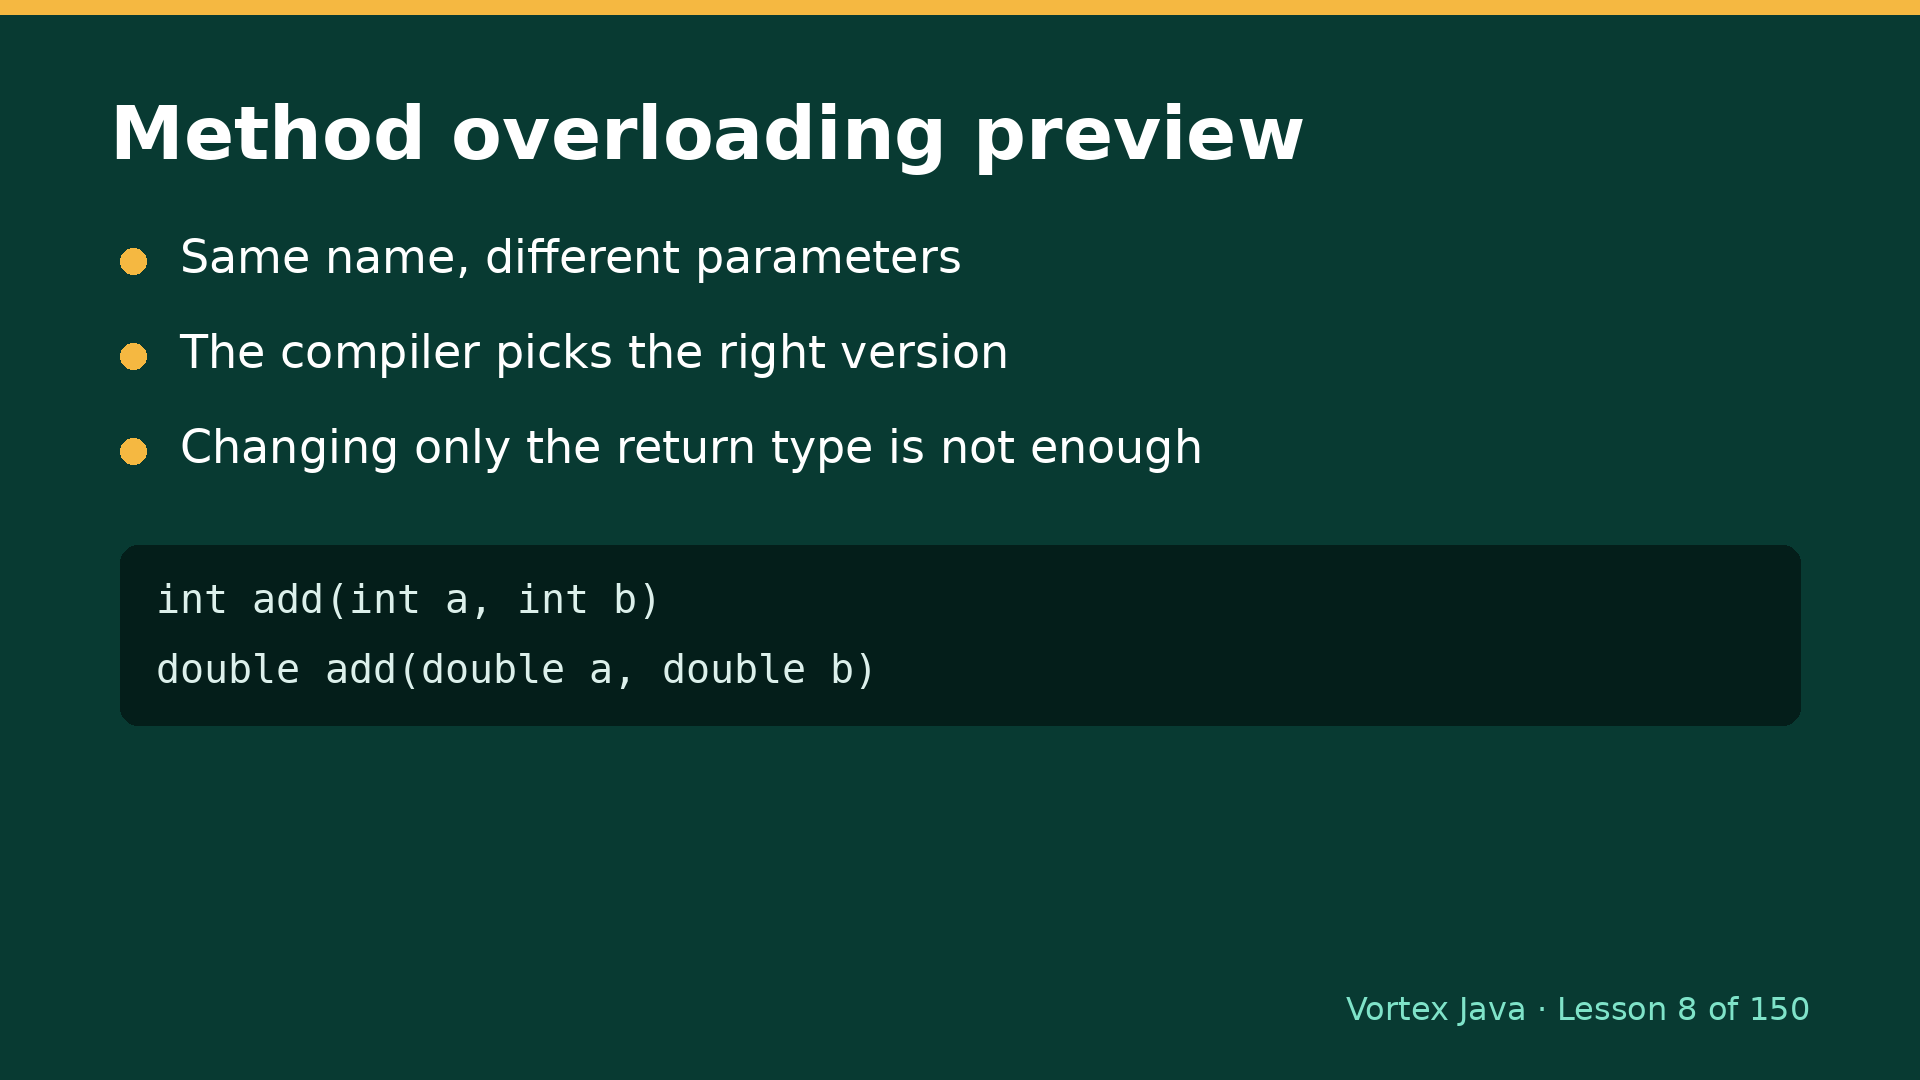 Method overloading preview
Same name, different parameters
The compiler picks the right version
Changing only the return type is not enough
int add(int a, int b)
double add(double a, double b)
Vortex Java · Lesson 8 of 150